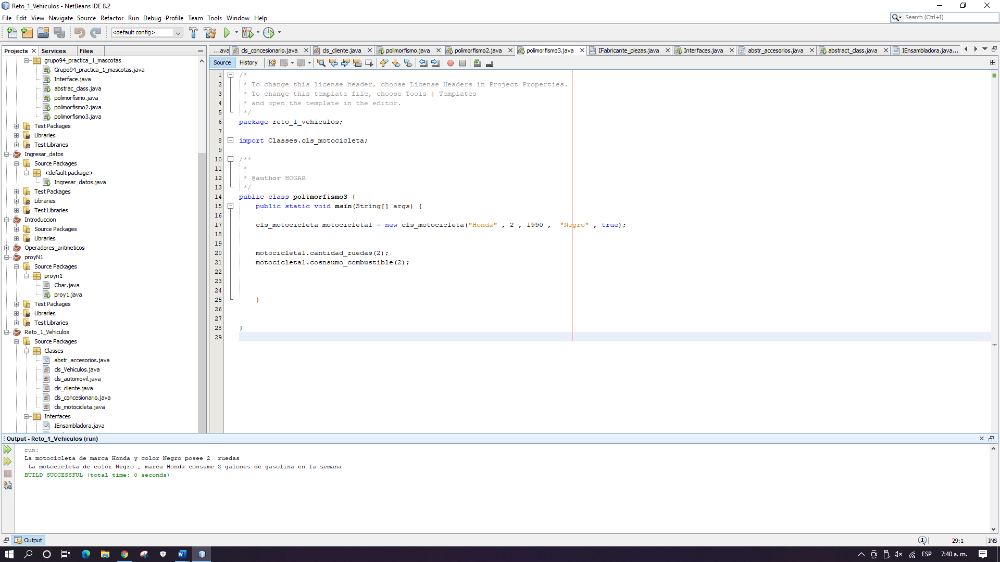 Reto_1_Vehiculos - NetBeans IDE 8.2
File Edit View Navigate Source Refactor Run Debug Profile Team Tools Window Help
Search (Ctrl+I)
<default config>
Projects Services Files
...ava cls_concesionario.java cls_cliente.java polimorfismo.java polimorfismo2.java polimorfismo3.java IFabricante_piezas.java Interfaces.java abstr_accesorios.java abstract_class.java IEnsambladora.java...
Source History
grupo94_practica_1_mascotas
Grupo94_practica_1_mascotas.java
Interface.java
abstrac_class.java
polimorfismo.java
polimorfismo2.java
polimorfismo3.java
Test Packages
Libraries
Test Libraries
Ingresar_datos
Source Packages
<default package>
Ingresar_datos.java
Test Packages
Libraries
Test Libraries
Introduccion
Source Packages
Libraries
Operadores_aritmeticos
proyN1
Source Packages
proyn1
Char.java
proy1.java
Test Packages
Libraries
Test Libraries
Reto_1_Vehiculos
Source Packages
Classes
abstr_accesorios.java
cls_Vehiculos.java
cls_automovil.java
cls_cliente.java
cls_concesionario.java
cls_motocicleta.java
Interfaces
IEnsambladora.java
1 /*
2 * To change this license header, choose License Headers in Project Properties.
3 * To change this template file, choose Tools | Templates
4 * and open the template in the editor.
5 */
6 package reto_1_vehiculos;
7
8 import Classes.cls_motocicleta;
9
10 /**
11 *
12 * @author HOGAR
13 */
14 public class polimorfismo3 {
15 public static void main(String[] args) {
16
17 cls_motocicleta motocicleta1 = new cls_motocicleta("Honda" , 2 , 1990 ,  "Negro" , true);
18
19
20 motocicleta1.cantidad_ruedas(2);
21 motocicleta1.cosnsumo_combustible(2);
22
23
24
25 }
26
27
28 }
29
Output - Reto_1_Vehiculos (run)
run:
La motocicleta de marca Honda y color Negro posee 2  ruedas
La motocicleta de color Negro , marca Honda consume 2 galones de gasolina en la semana
BUILD SUCCESSFUL (total time: 0 seconds)
Output
1 29:1 INS
ESP 7:40 a. m.